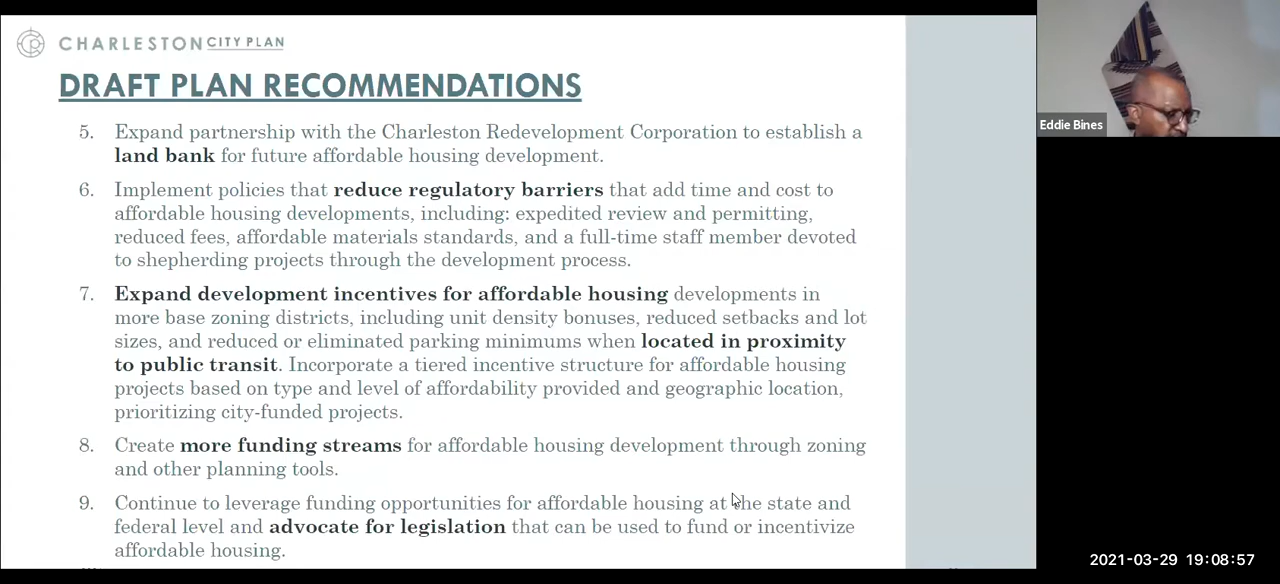 CHARLESTON CITY PLAN
DRAFT PLAN RECOMMENDATIONS
5. Expand partnership with the Charleston Redevelopment Corporation to establish a
land bank for future affordable housing development.
6. Implement policies that reduce regulatory barriers that add time and cost to
affordable housing developments, including: expedited review and permitting,
reduced fees, affordable materials standards, and a full-time staff member devoted
to shepherding projects through the development process.
7. Expand development incentives for affordable housing developments in
more base zoning districts, including unit density bonuses, reduced setbacks and lot
sizes, and reduced or eliminated parking minimums when located in proximity
to public transit. Incorporate a tiered incentive structure for affordable housing
projects based on type and level of affordability provided and geographic location,
prioritizing city-funded projects.
8. Create more funding streams for affordable housing development through zoning
and other planning tools.
9. Continue to leverage funding opportunities for affordable housing at the state and
federal level and advocate for legislation that can be used to fund or incentivize
affordable housing.
Eddie Bines
2021-03-29 19:08:57